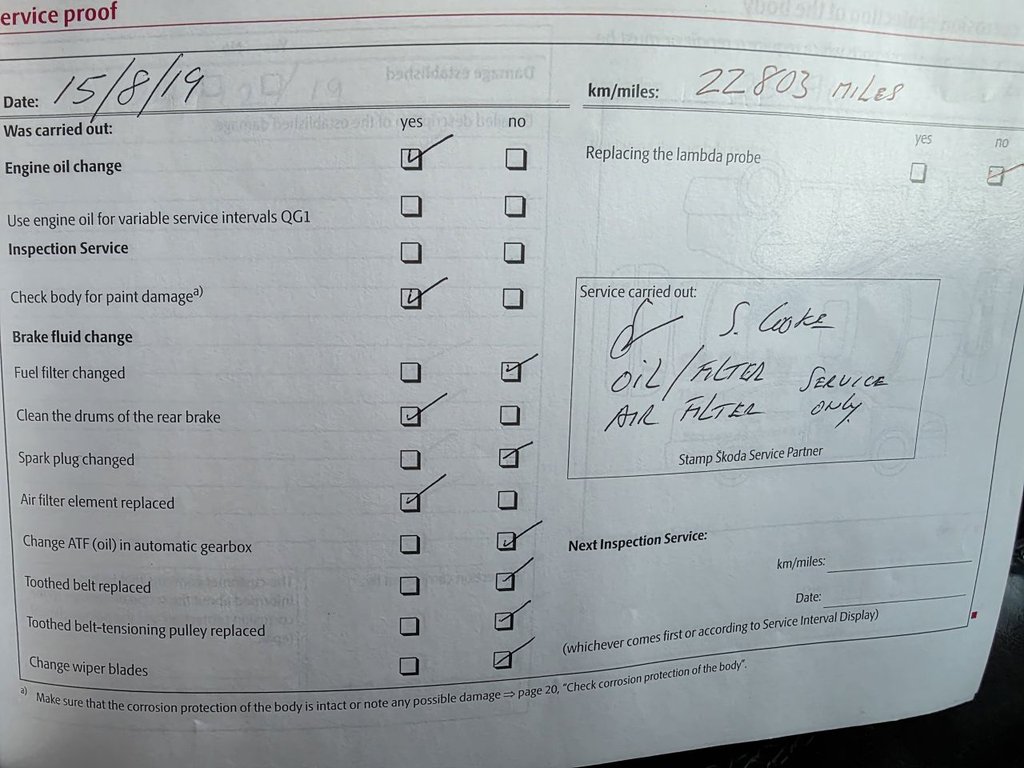 ervice proof
Date: 15/8/19
km/miles: 22803 MILES
Was carried out: yes no
Engine oil change
Use engine oil for variable service intervals QG1
Inspection Service
Check body for paint damage a)
Brake fluid change
Fuel filter changed
Clean the drums of the rear brake
Spark plug changed
Air filter element replaced
Change ATF (oil) in automatic gearbox
Toothed belt replaced
Toothed belt-tensioning pulley replaced
Change wiper blades
yes no
Replacing the lambda probe
Service carried out:
S. Cooke
OIL/FILTER SERVICE
AIR FILTER ONLY
Stamp Škoda Service Partner
Next Inspection Service:
km/miles:
Date:
(whichever comes first or according to Service Interval Display)
a) Make sure that the corrosion protection of the body is intact or note any possible damage ⇒ page 20, "Check corrosion protection of the body".